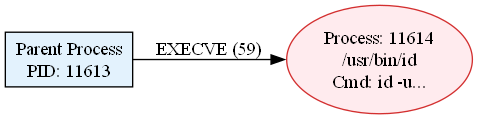 Parent Process
PID: 11613
EXECVE (59)
Process: 11614
/usr/bin/id
Cmd: id -u...